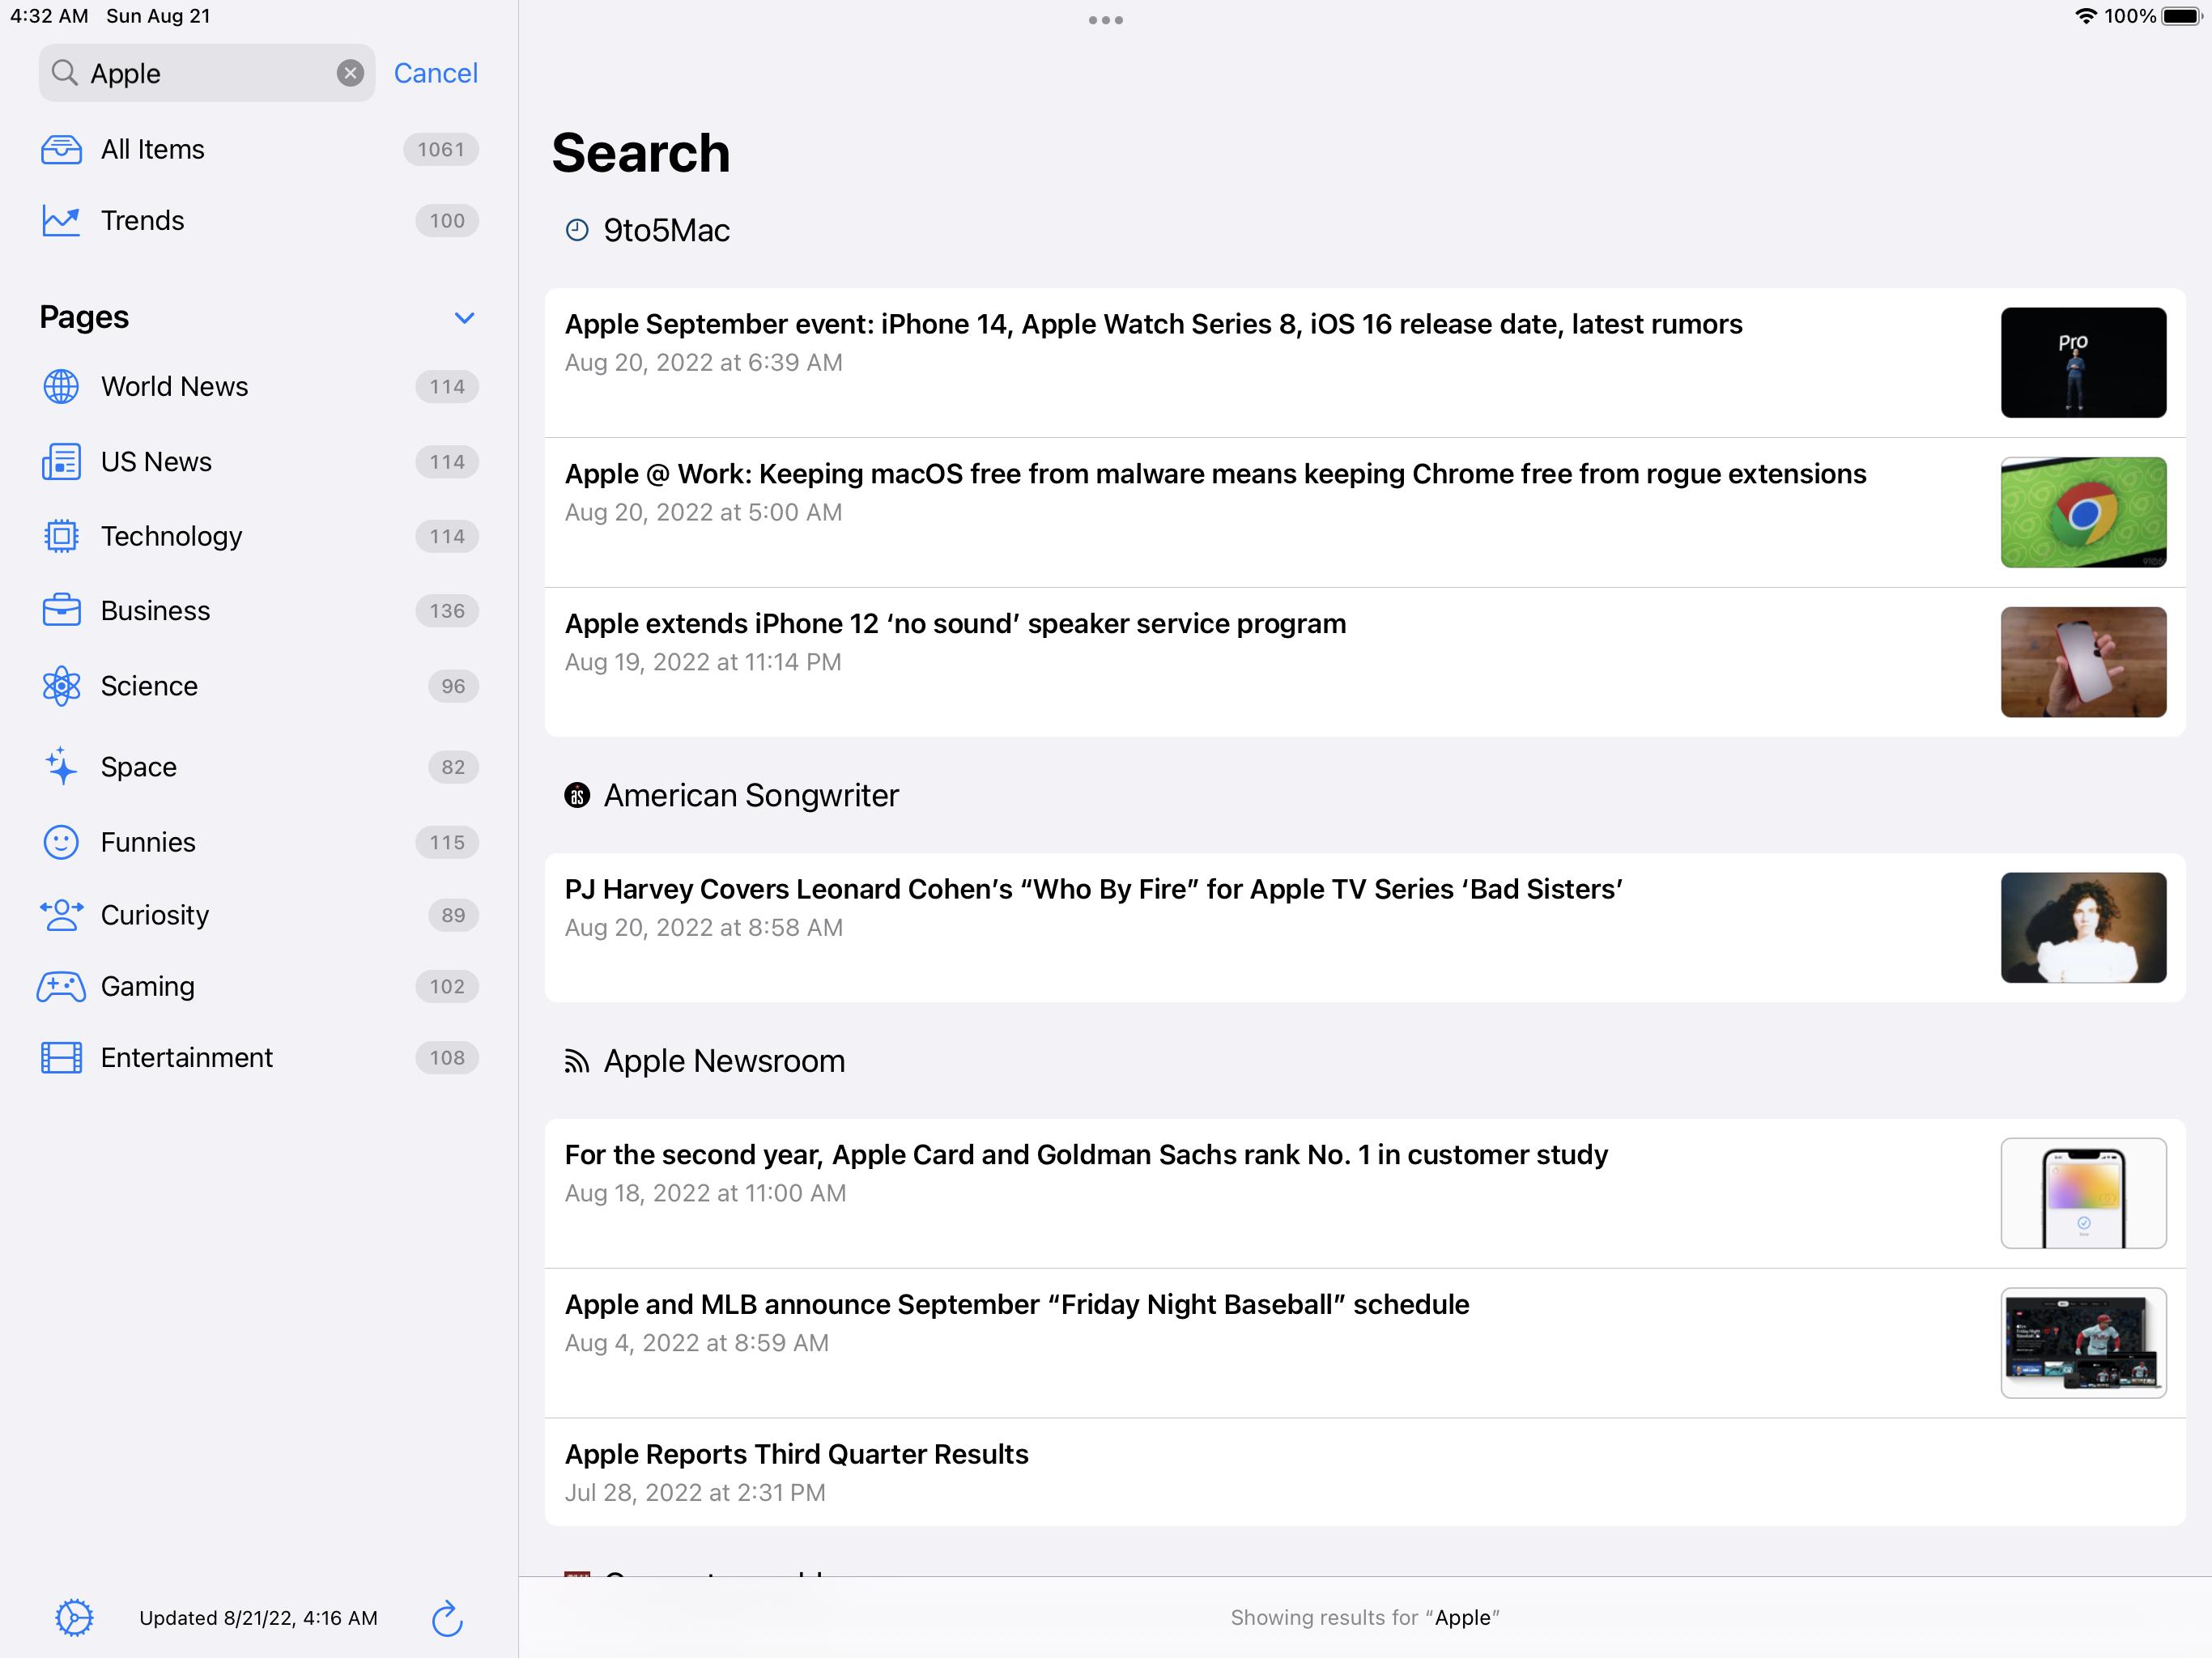 4:32 AM Sun Aug 21
100%
Apple
Cancel
All Items 1061
Trends 100
Pages
World News 114
US News 114
Technology 114
Business 136
Science 96
Space 82
Funnies 115
Curiosity 89
Gaming 102
Entertainment 108
Updated 8/21/22, 4:16 AM
Search
9to5Mac
Apple September event: iPhone 14, Apple Watch Series 8, iOS 16 release date, latest rumors
Aug 20, 2022 at 6:39 AM
Pro
Apple @ Work: Keeping macOS free from malware means keeping Chrome free from rogue extensions
Aug 20, 2022 at 5:00 AM
Apple extends iPhone 12 ‘no sound’ speaker service program
Aug 19, 2022 at 11:14 PM
as American Songwriter
PJ Harvey Covers Leonard Cohen’s “Who By Fire” for Apple TV Series ‘Bad Sisters’
Aug 20, 2022 at 8:58 AM
Apple Newsroom
For the second year, Apple Card and Goldman Sachs rank No. 1 in customer study
Aug 18, 2022 at 11:00 AM
Apple and MLB announce September “Friday Night Baseball” schedule
Aug 4, 2022 at 8:59 AM
Apple Reports Third Quarter Results
Jul 28, 2022 at 2:31 PM
Showing results for “Apple”